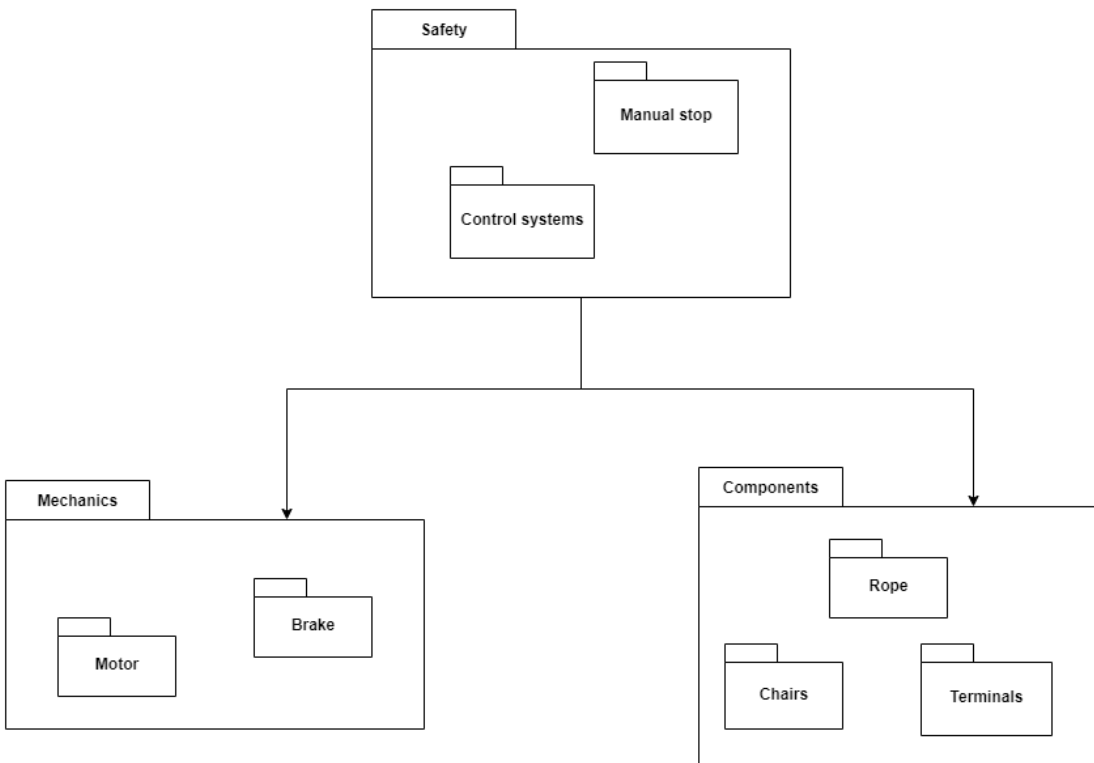 Safety
Manual stop
Control systems
Mechanics
Components
Rope
Brake
Motor
Chairs
Terminals